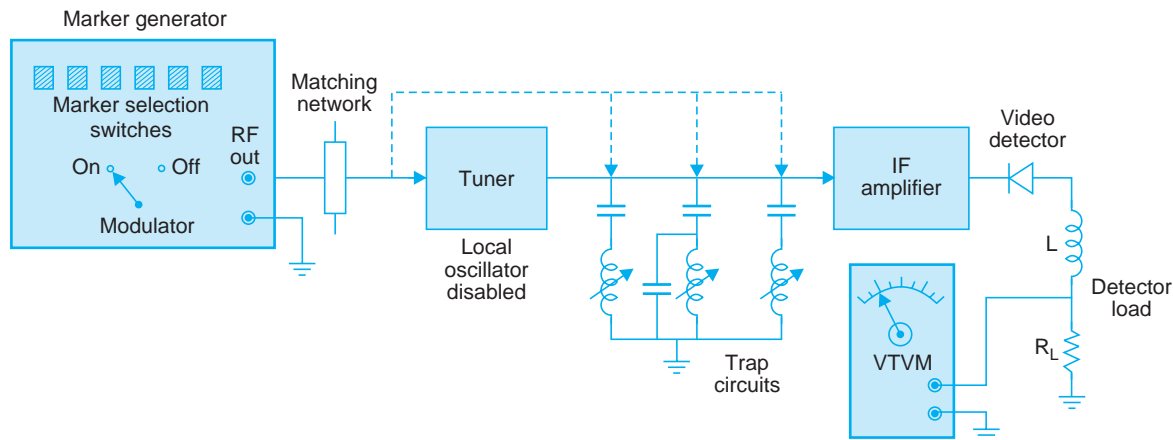 Marker generator
Marker selection
switches
On
Off
Modulator
RF
out
Matching
network
Tuner
Local
oscillator
disabled
Trap
circuits
IF
amplifier
Video
detector
L
Detector
load
R_L
VTVM